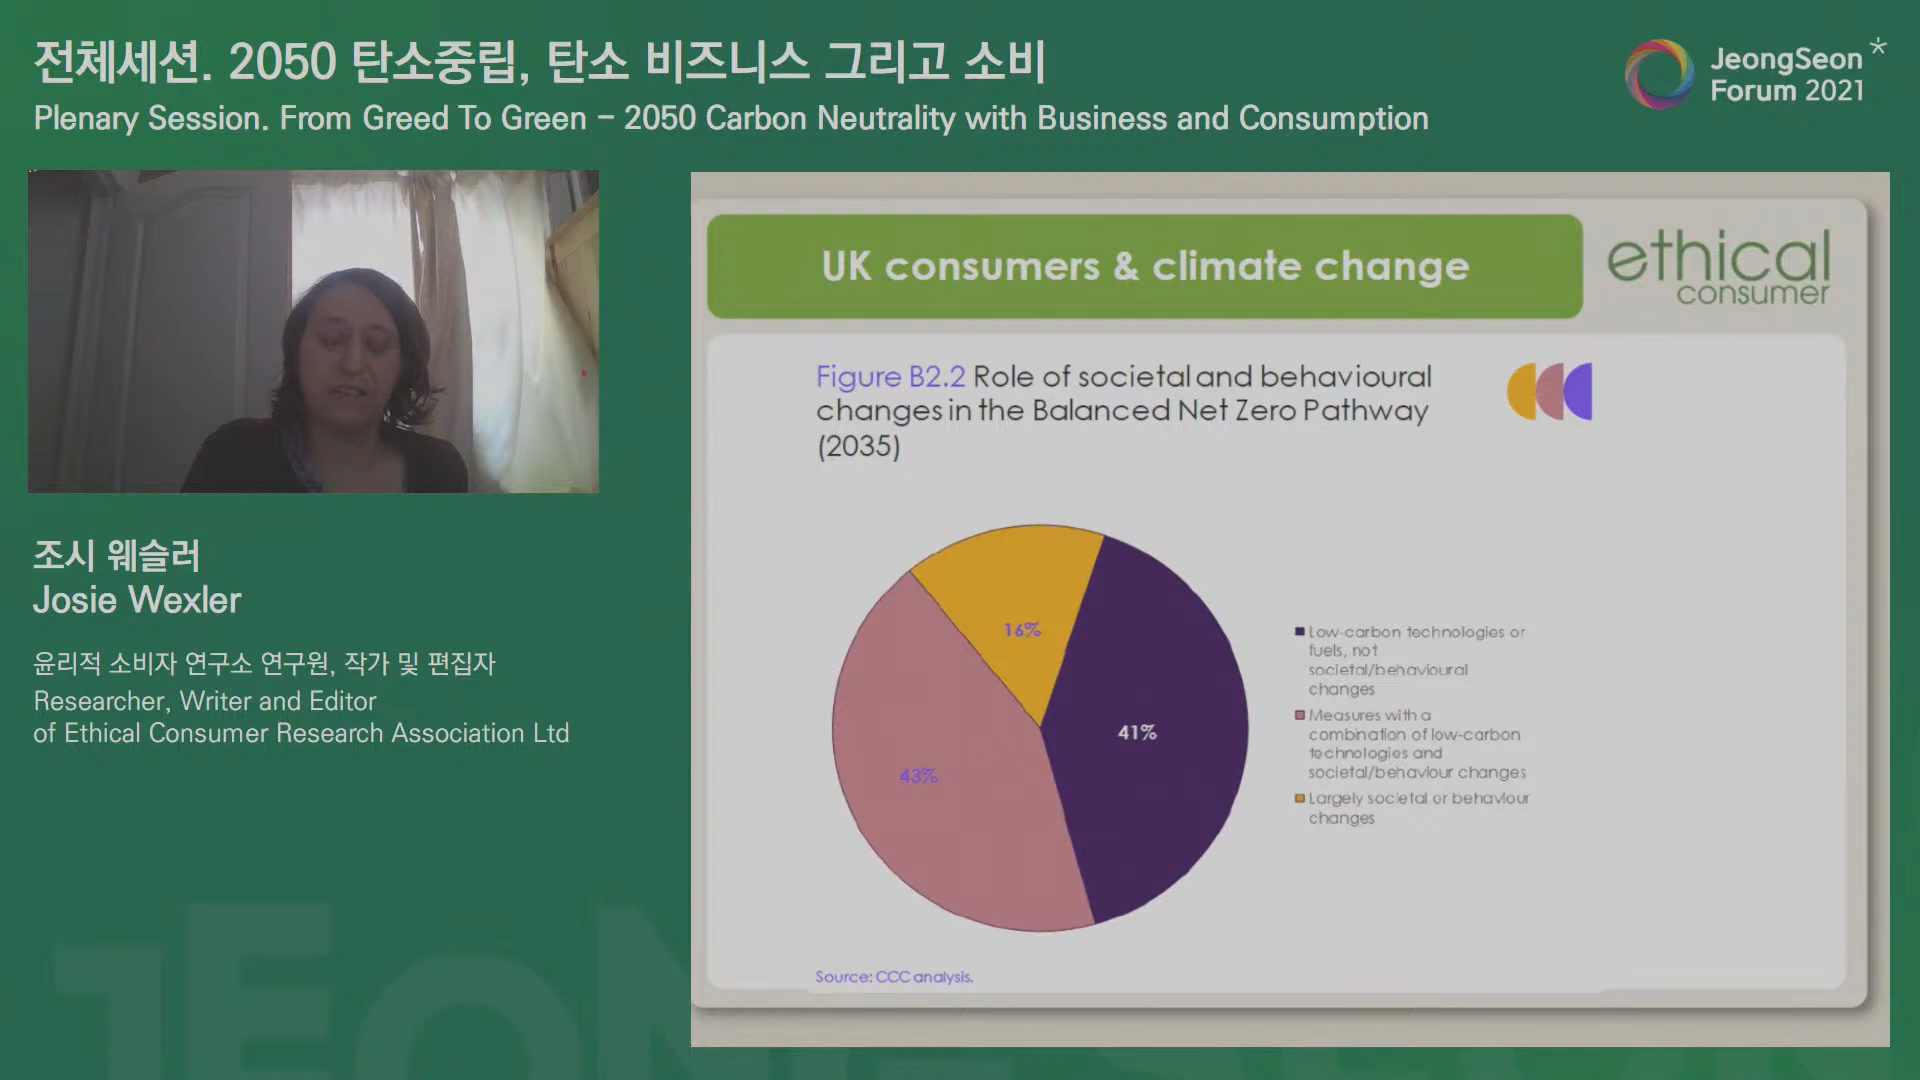 전체세션. 2050 탄소중립, 탄소 비즈니스 그리고 소비
Plenary Session. From Greed To Green – 2050 Carbon Neutrality with Business and Consumption
JeongSeon*
Forum 2021
조시 웨슬러
Josie Wexler
윤리적 소비자 연구소 연구원, 작가 및 편집자
Researcher, Writer and Editor
of Ethical Consumer Research Association Ltd
UK consumers & climate change
ethical
consumer
Figure B2.2 Role of societal and behavioural
changes in the Balanced Net Zero Pathway
(2035)
16%
41%
43%
Low-carbon technologies or
fuels, not
societal/behavioural
changes
Measures with a
combination of low-carbon
technologies and
societal/behaviour changes
Largely societal or behaviour
changes
Source: CCC analysis.